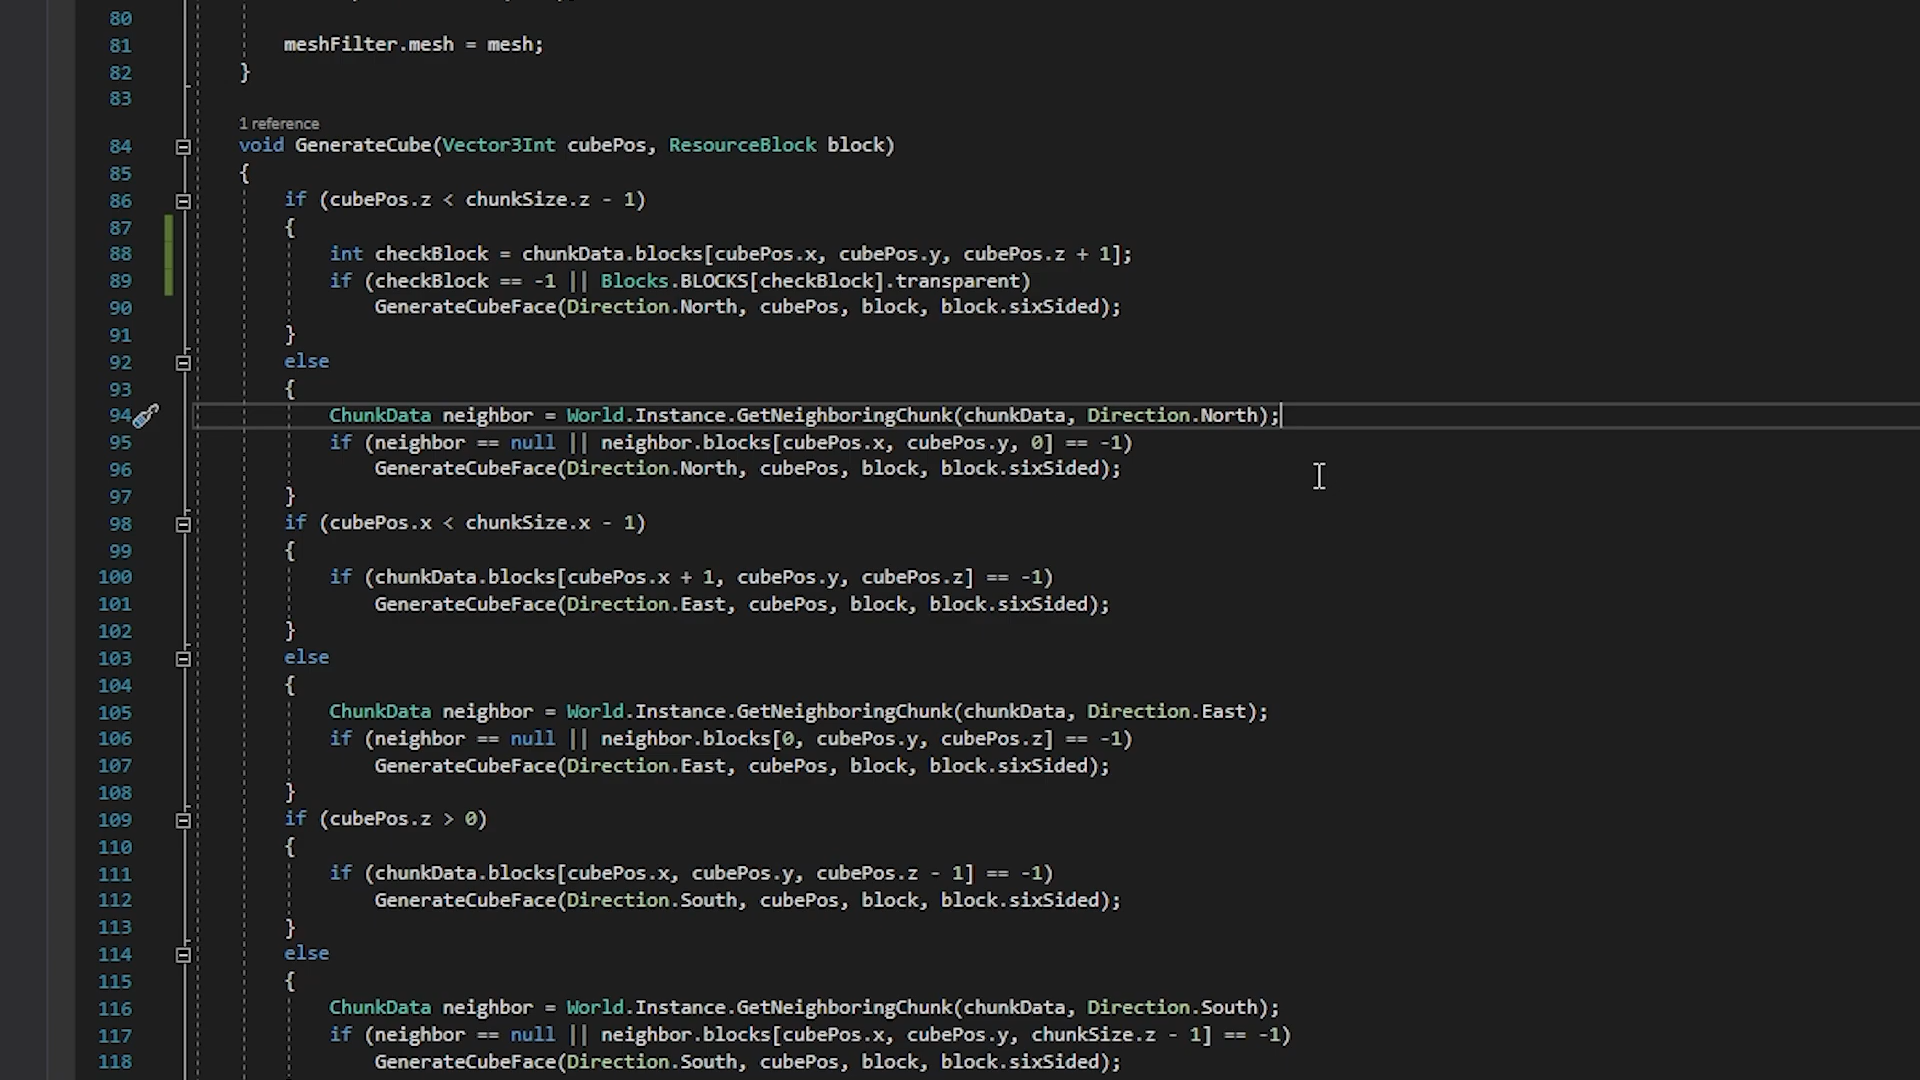 80
81 meshFilter.mesh = mesh;
82 }
83
1 reference
84 void GenerateCube(Vector3Int cubePos, ResourceBlock block)
85 {
86 if (cubePos.z < chunkSize.z - 1)
87 {
88 int checkBlock = chunkData.blocks[cubePos.x, cubePos.y, cubePos.z + 1];
89 if (checkBlock == -1 || Blocks.BLOCKS[checkBlock].transparent)
90 GenerateCubeFace(Direction.North, cubePos, block, block.sixSided);
91 }
92 else
93 {
94 ChunkData neighbor = World.Instance.GetNeighboringChunk(chunkData, Direction.North);
95 if (neighbor == null || neighbor.blocks[cubePos.x, cubePos.y, 0] == -1)
96 GenerateCubeFace(Direction.North, cubePos, block, block.sixSided);
97 }
98 if (cubePos.x < chunkSize.x - 1)
99 {
100 if (chunkData.blocks[cubePos.x + 1, cubePos.y, cubePos.z] == -1)
101 GenerateCubeFace(Direction.East, cubePos, block, block.sixSided);
102 }
103 else
104 {
105 ChunkData neighbor = World.Instance.GetNeighboringChunk(chunkData, Direction.East);
106 if (neighbor == null || neighbor.blocks[0, cubePos.y, cubePos.z] == -1)
107 GenerateCubeFace(Direction.East, cubePos, block, block.sixSided);
108 }
109 if (cubePos.z > 0)
110 {
111 if (chunkData.blocks[cubePos.x, cubePos.y, cubePos.z - 1] == -1)
112 GenerateCubeFace(Direction.South, cubePos, block, block.sixSided);
113 }
114 else
115 {
116 ChunkData neighbor = World.Instance.GetNeighboringChunk(chunkData, Direction.South);
117 if (neighbor == null || neighbor.blocks[cubePos.x, cubePos.y, chunkSize.z - 1] == -1)
118 GenerateCubeFace(Direction.South, cubePos, block, block.sixSided);